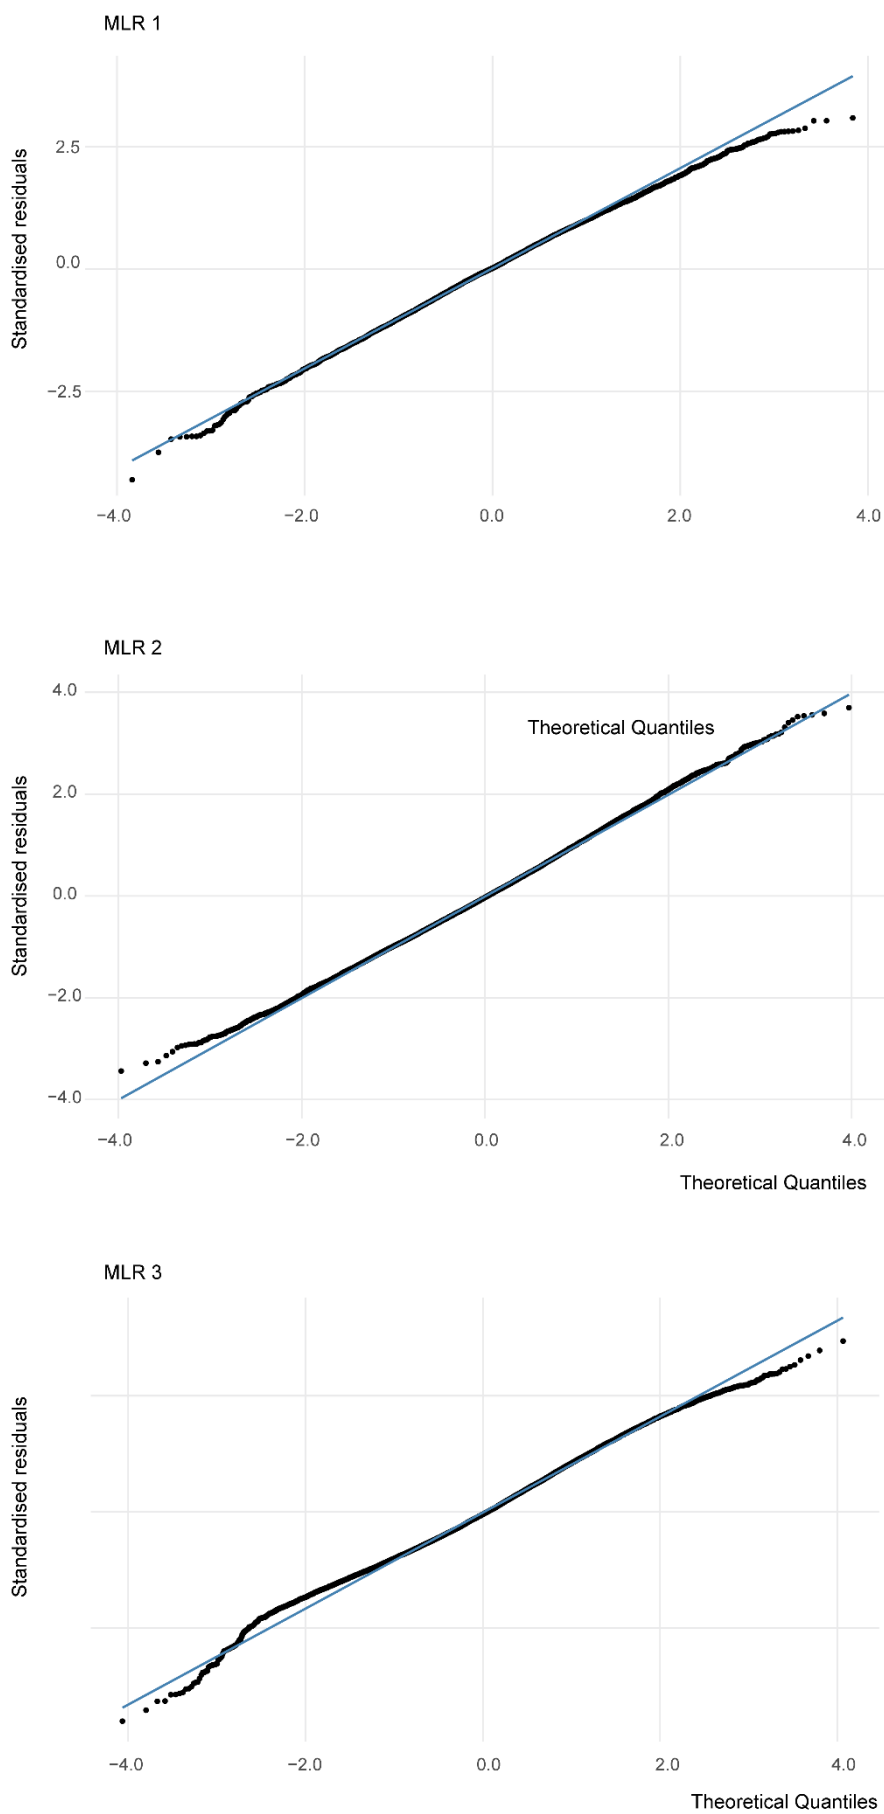 MLR 1
Standardised residuals
2.5
0.0
−2.5
−4.0 −2.0 0.0 2.0 4.0
MLR 2
Standardised residuals
4.0
Theoretical Quantiles
2.0
0.0
−2.0
−4.0
−4.0 −2.0 0.0 2.0 4.0
Theoretical Quantiles
MLR 3
Standardised residuals
−4.0 −2.0 0.0 2.0 4.0
Theoretical Quantiles